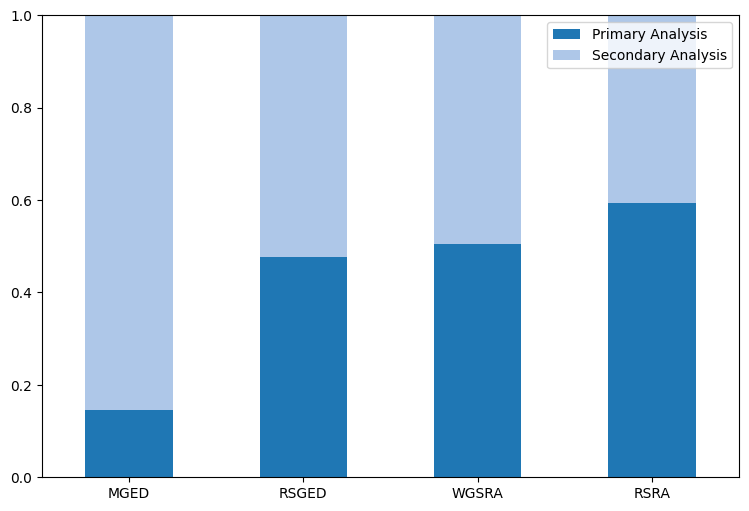 1.0
0.8
0.6
0.4
0.2
0.0
Primary Analysis
Secondary Analysis
MGED RSGED WGSRA RSRA